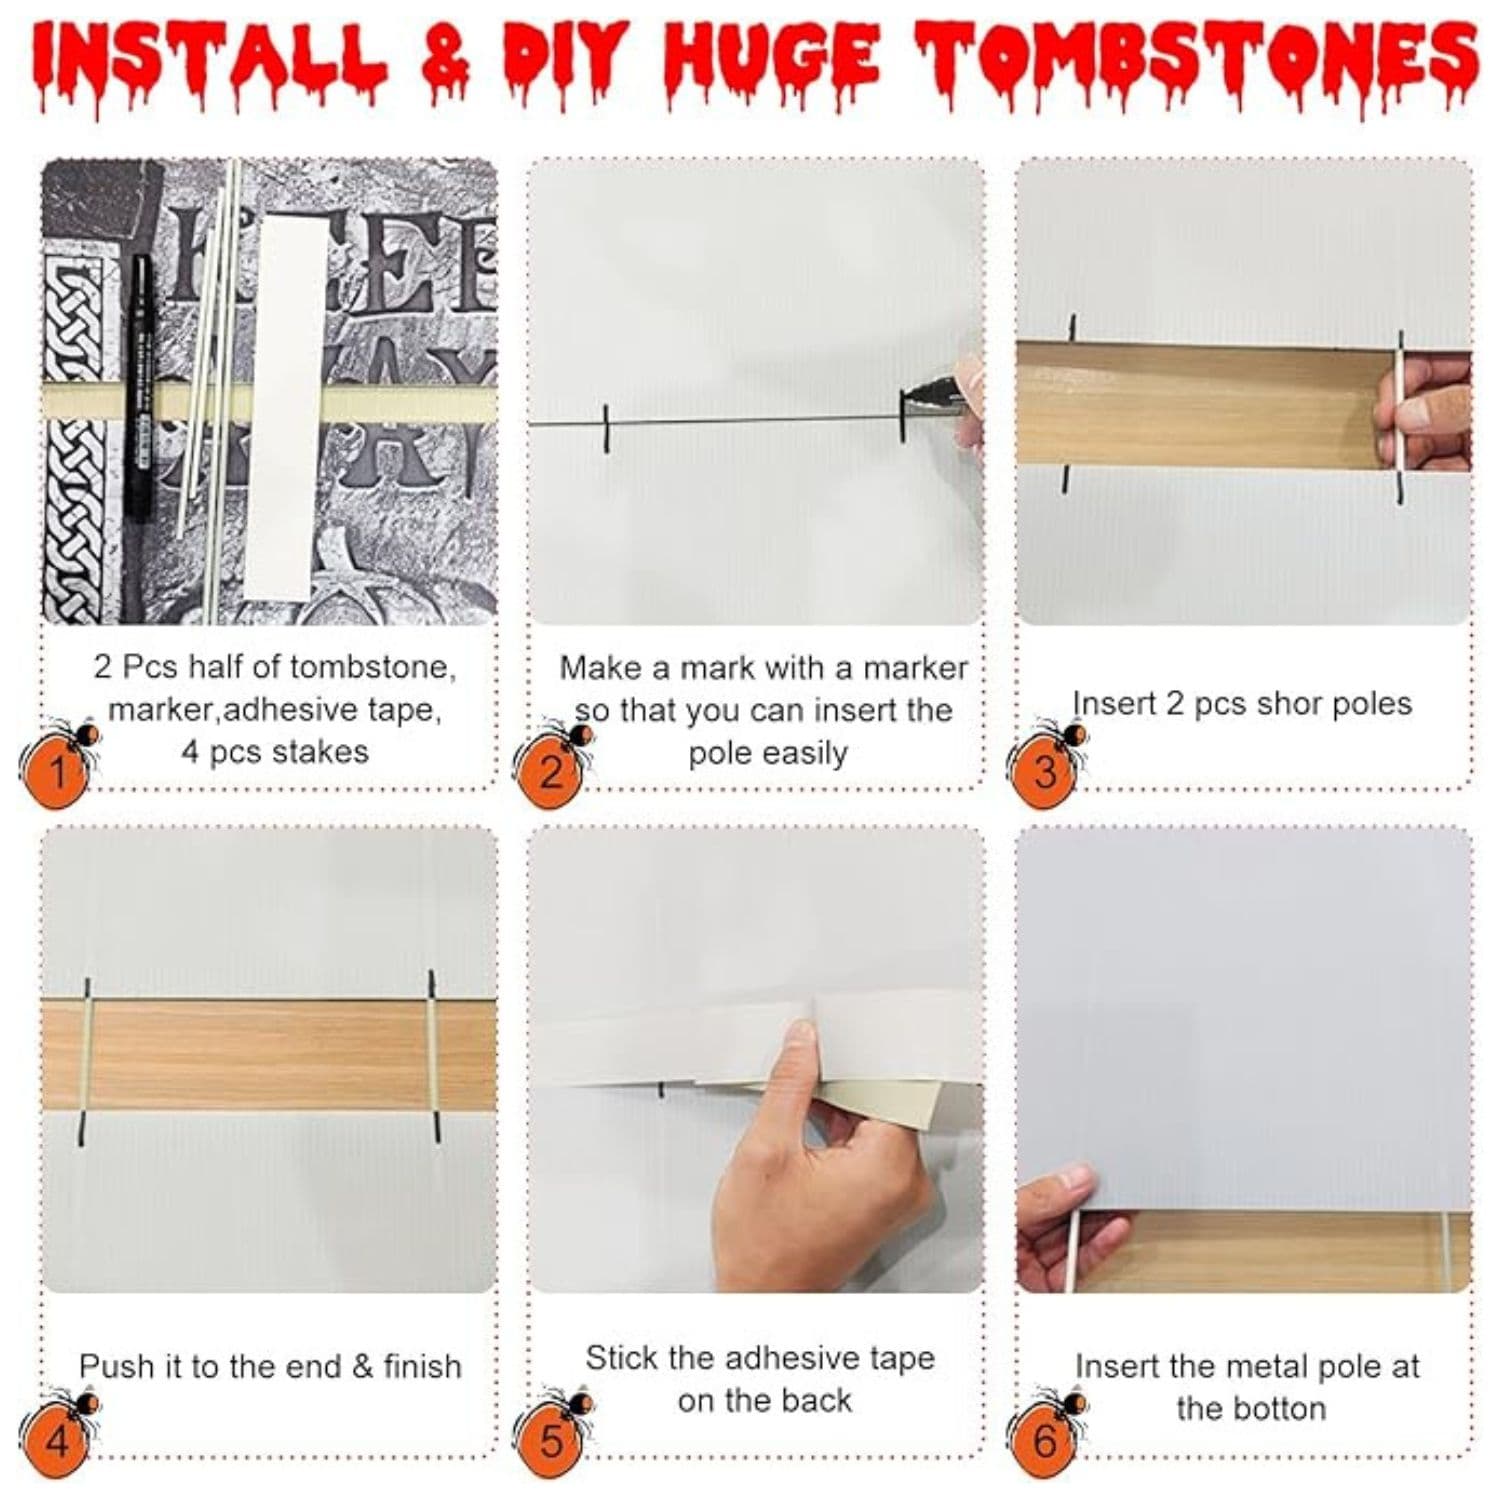 INSTALL & DIY HUGE TOMBSTONES
KEEP
AWAY
2 Pcs half of tombstone,
marker,adhesive tape,
4 pcs stakes
1
Make a mark with a marker
so that you can insert the
pole easily
2
Insert 2 pcs shor poles
3
Push it to the end & finish
4
Stick the adhesive tape
on the back
5
Insert the metal pole at
the botton
6